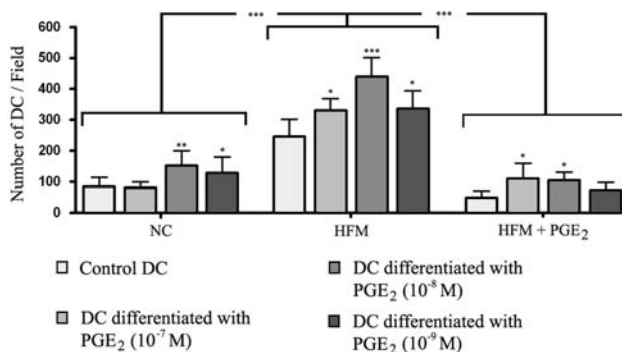 *** ***
600
500
400
300
200
100
0
Number of DC / Field
** *
* *** *
* *
NC HFM HFM + PGE₂
Control DC
DC differentiated with
PGE₂ (10⁻⁷ M)
DC differentiated with
PGE₂ (10⁻⁸ M)
DC differentiated with
PGE₂ (10⁻⁹ M)